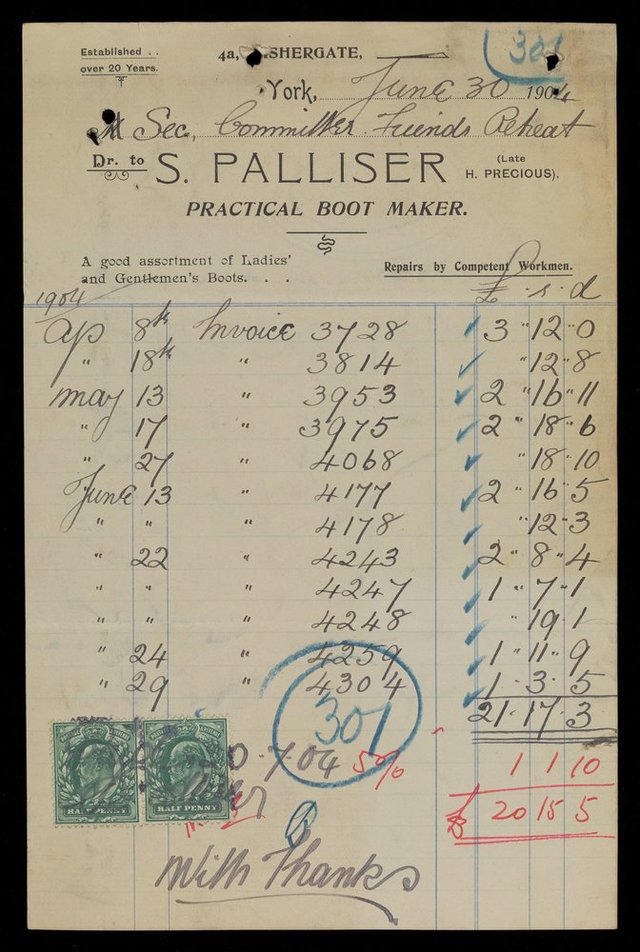 Established . .
over 20 Years.
4a, SHERGATE,
301
York, June 30 1904
Sec, Committee. Friends Retreat
Dr. to S. PALLISER (Late H. PRECIOUS),
PRACTICAL BOOT MAKER.
A good assortment of Ladies'
and Gentlemen's Boots. . .
Repairs by Competent Workmen.
1904 £ . s . d
Ap 8th Invoice 3728 3 " 12 " 0
" 18th " 3814 " 12 " 8
May 13 " 3953 2 " 16 " 11
" 17 " 3975 2 " 18 " 6
" 27 " 4068 " 18 " 10
June 13 " 4177 2 " 16 " 5
" " " 4178 " 12 " 3
" 22 " 4243 2 " 8 " 4
" " " 4247 1 " 7 " 1
" " " 4248 " 19 1
" 24 " 4259 1 " 11 " 9
" 29 " 4304 1 . 3 . 5
21 . 17 . 3
301
7.04 5% 1 1 10
HALF PENNY HALF PENNY
£ 20 15 5
With Thanks